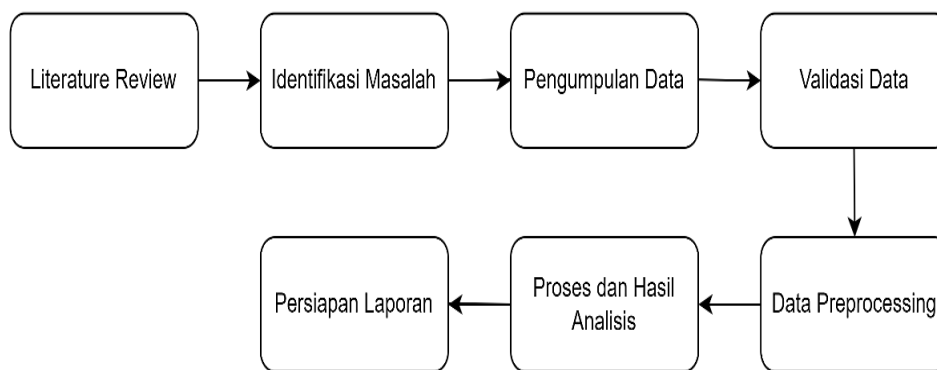 Literature Review
Identifikasi Masalah
Pengumpulan Data
Validasi Data
Persiapan Laporan
Proses dan Hasil
Analisis
Data Preprocessing